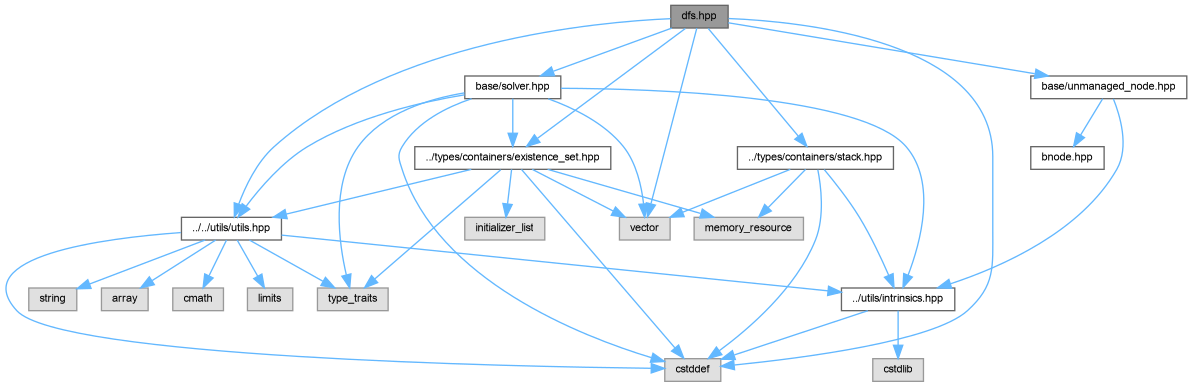 dfs.hpp
base/solver.hpp
base/unmanaged_node.hpp
../types/containers/existence_set.hpp
../types/containers/stack.hpp
bnode.hpp
../../utils/utils.hpp
initializer_list
vector
memory_resource
string
array
cmath
limits
type_traits
../utils/intrinsics.hpp
cstddef
cstdlib